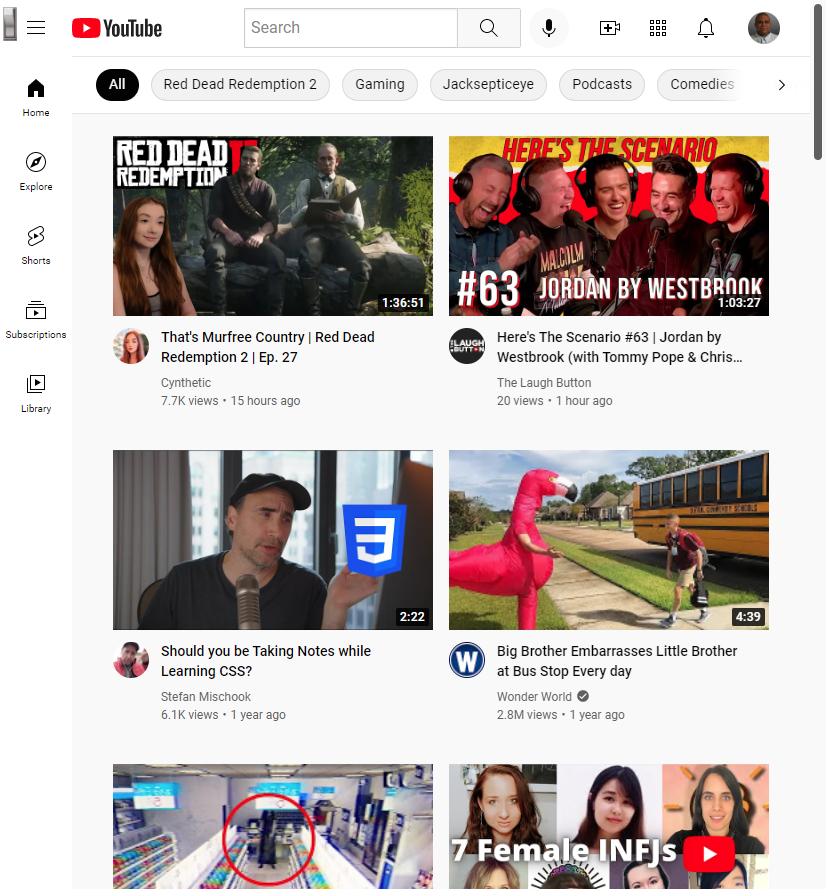 YouTube
Search
Home
Explore
Shorts
Subscriptions
Library
All
Red Dead Redemption 2
Gaming
Jacksepticeye
Podcasts
Comedies
RED DEAD II
REDEMPTION
1:36:51
That's Murfree Country | Red Dead
Redemption 2 | Ep. 27
Cynthetic
7.7K views • 15 hours ago
HERE'S THE SCENARIO
MALCOLM
#63 JORDAN BY WESTBROOK
1:03:27
LAUGH
BUTTON
Here's The Scenario #63 | Jordan by
Westbrook (with Tommy Pope & Chris…
The Laugh Button
20 views • 1 hour ago
3
2:22
Should you be Taking Notes while
Learning CSS?
Stefan Mischook
6.1K views • 1 year ago
COMMUNITY SCHOOLS
4:39
W
Big Brother Embarrasses Little Brother
at Bus Stop Every day
Wonder World
2.8M views • 1 year ago
7 Female INFJs